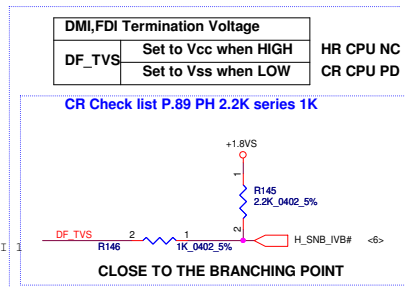 DMI,FDI Termination Voltage
DF_TVS
Set to Vcc when HIGH
HR CPU NC
Set to Vss when LOW
CR CPU PD
CR Check list P.89 PH 2.2K series 1K
+1.8VS
1
R145
2.2K_0402_5%
2
DF_TVS
2
1
H_SNB_IVB#
<6>
R146
1K_0402_5%
I 1
CLOSE TO THE BRANCHING POINT